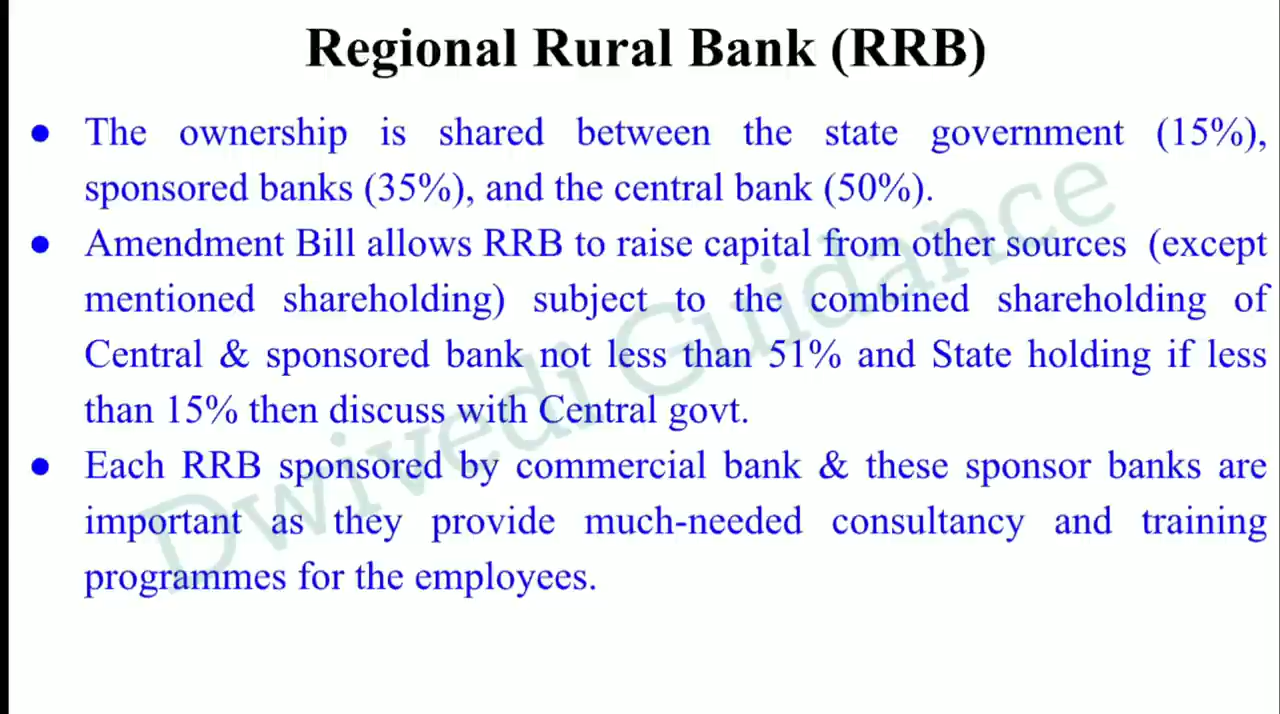 Regional Rural Bank (RRB)
● The ownership is shared between the state government (15%),
sponsored banks (35%), and the central bank (50%).
● Amendment Bill allows RRB to raise capital from other sources (except
mentioned shareholding) subject to the combined shareholding of
Central & sponsored bank not less than 51% and State holding if less
than 15% then discuss with Central govt.
● Each RRB sponsored by commercial bank & these sponsor banks are
important as they provide much-needed consultancy and training
programmes for the employees.
Dwivedi Guidance